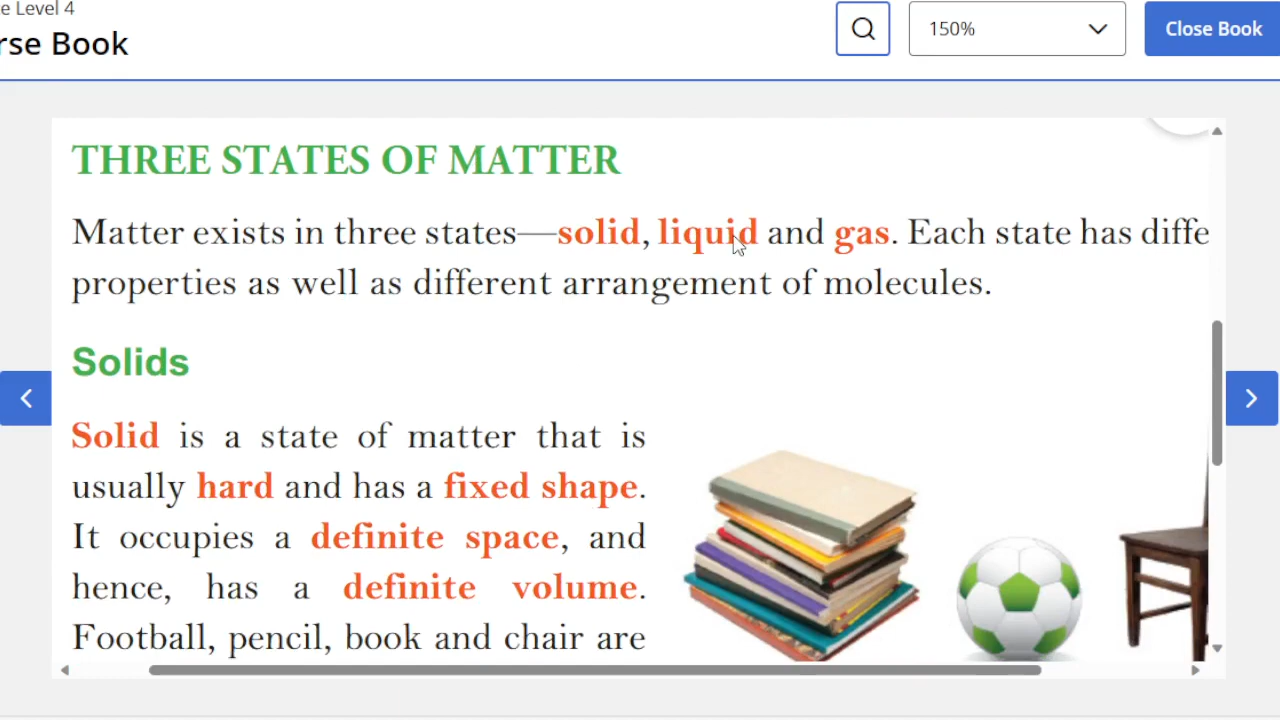 e Level 4
rse Book
150%
Close Book
THREE STATES OF MATTER
Matter exists in three states—solid, liquid and gas. Each state has diffe
properties as well as different arrangement of molecules.
Solids
Solid is a state of matter that is
usually hard and has a fixed shape.
It occupies a definite space, and
hence, has a definite volume.
Football, pencil, book and chair are